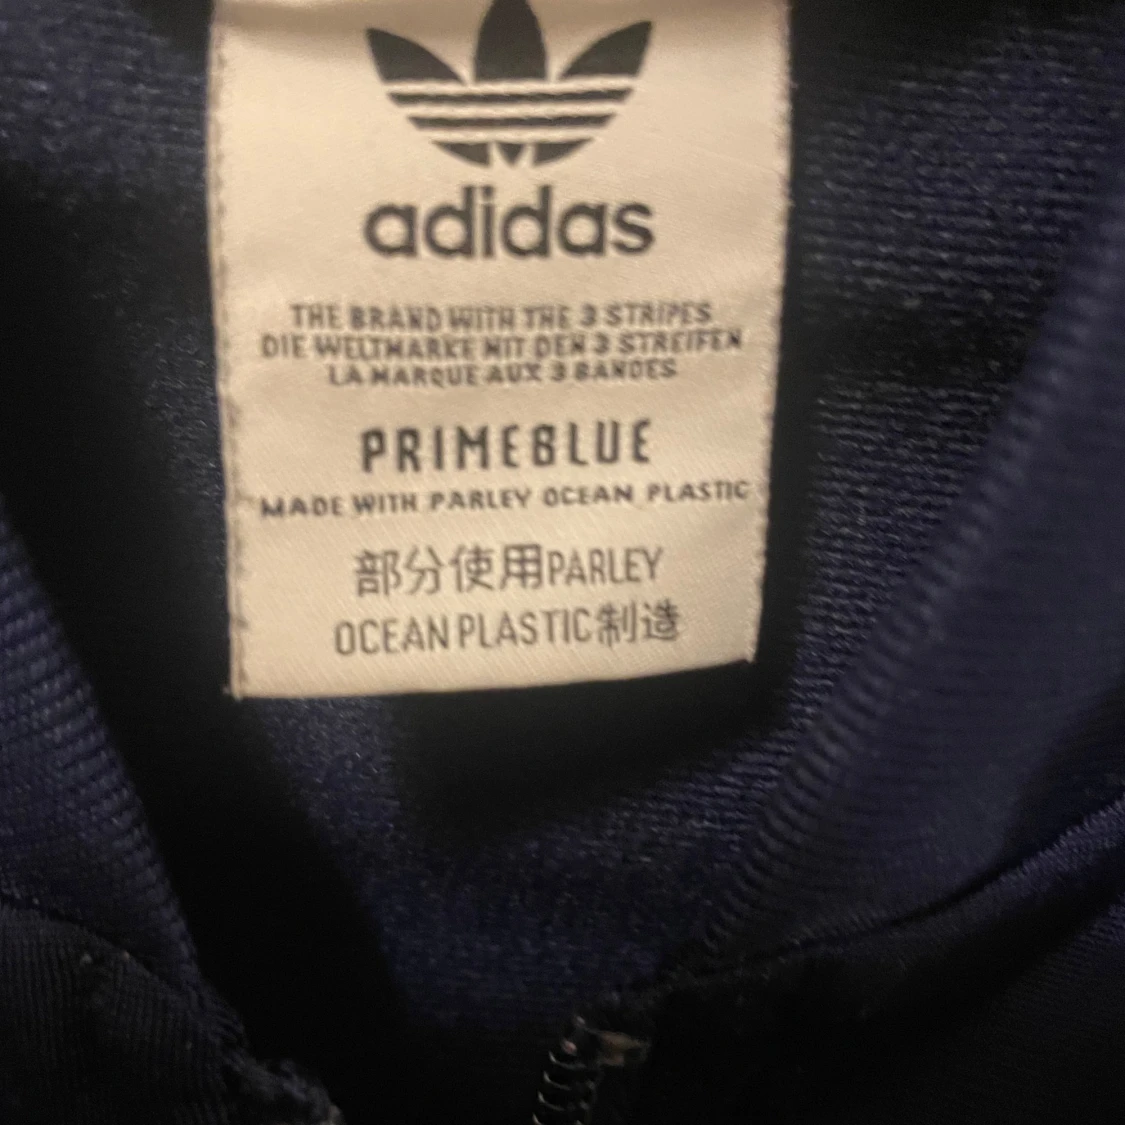 adidas
THE BRAND WITH THE 3 STRIPES
DIE WELTMARKE MIT DEN 3 STREIFEN
LA MARQUE AUX 3 BANDES
PRIMEBLUE
MADE WITH PARLEY OCEAN PLASTIC
部分使用PARLEY
OCEAN PLASTIC制造